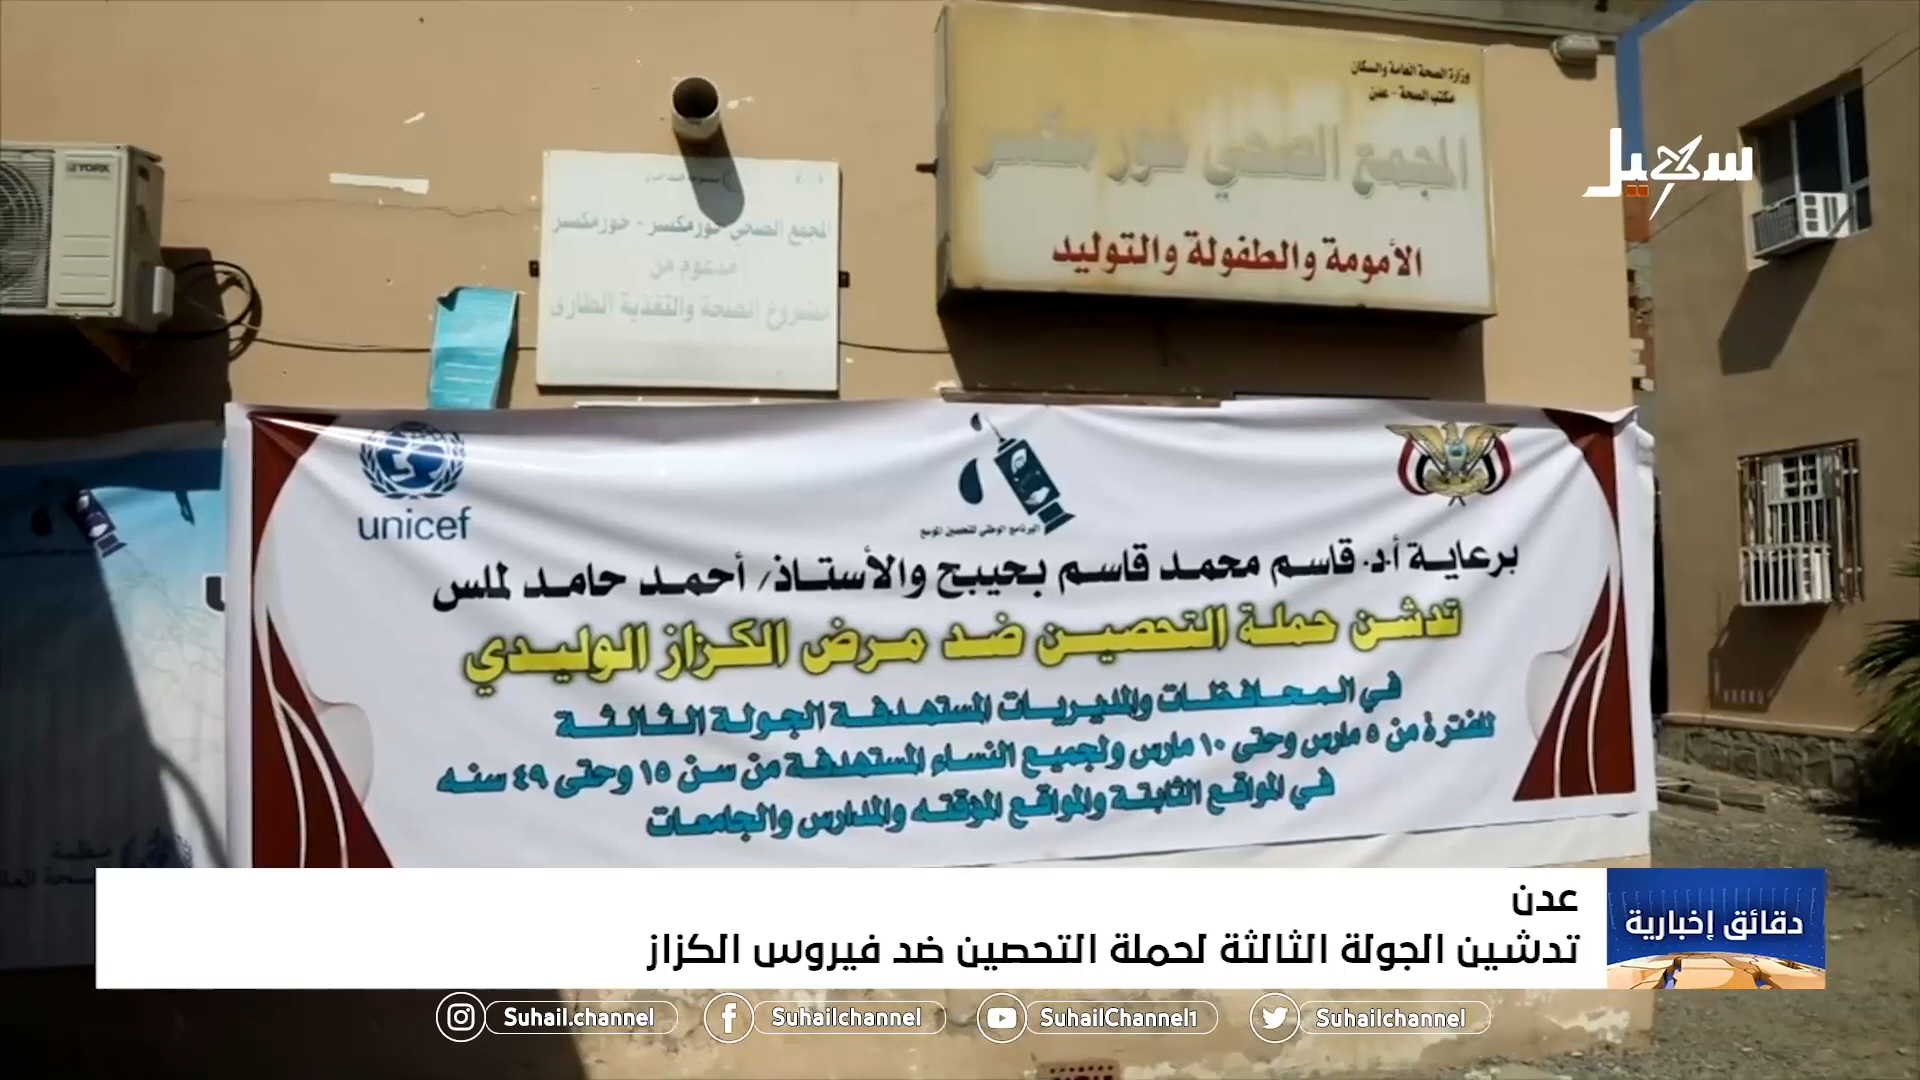 YORK
وزارة الصحة العامة والسكان
مكتب الصحة - عدن
المجمع الصحي خور مكسر
الأمومة والطفولة والتوليد
سهيل
المجمع الصحي خورمكسر - خورمكسر
مدعوم من
مشروع الصحة والتغذية الطارئ
unicef
البرنامج الوطني للتحصين الموسع
برعاية أ.د. قاسم محمد قاسم بحيبح والأستاذ/ أحمد حامد لملس
تدشن حملة التحصين ضد مرض الكزاز الوليدي
في المحافظات والمديريات المستهدفة الجولة الثالثة
للفترة من ٥ مارس وحتى ١٠ مارس ولجميع النساء المستهدفة من سن ١٥ وحتى ٤٩ سنه
في المواقع الثابتة والمواقع المؤقته والمدارس والجامعات
دقائق إخبارية
عدن
تدشين الجولة الثالثة لحملة التحصين ضد فيروس الكزاز
Suhail.channel
Suhailchannel
SuhailChannel1
Suhailchannel